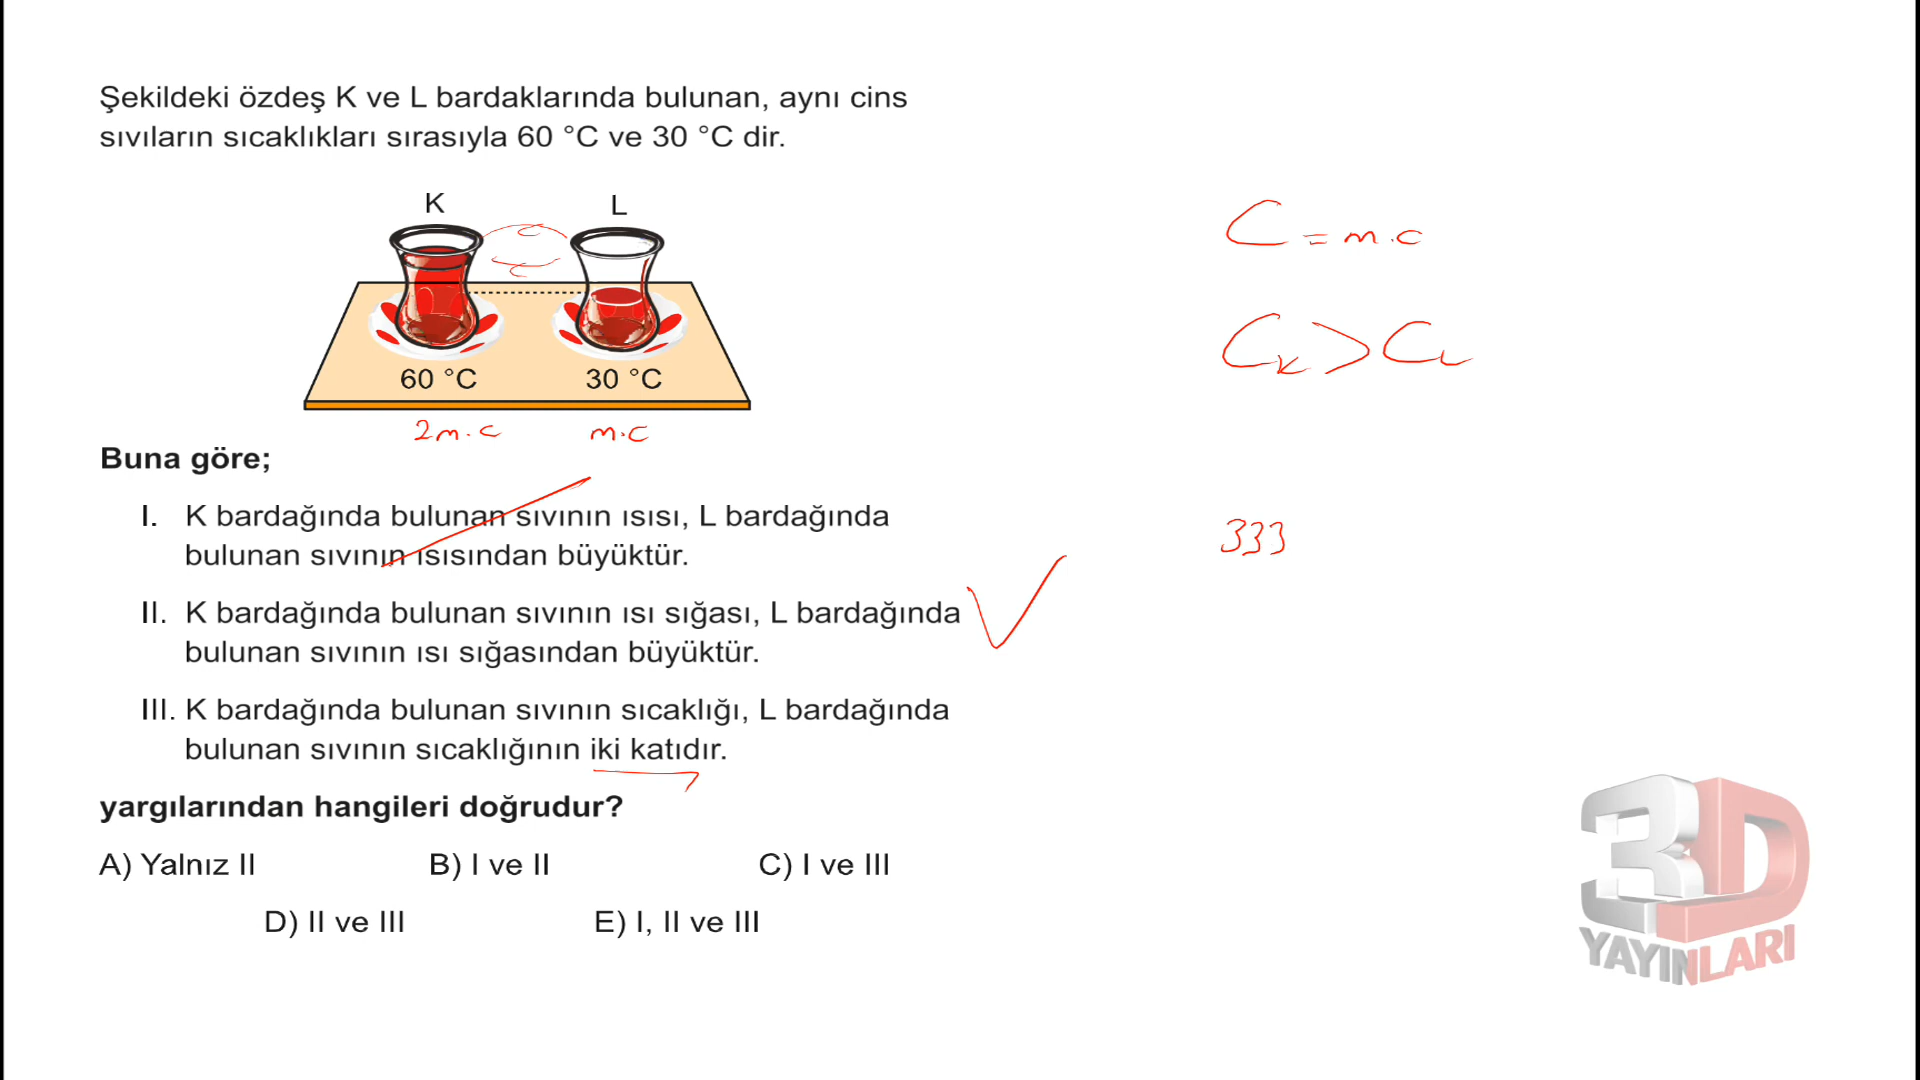 Şekildeki özdeş K ve L bardaklarında bulunan, aynı cins
sıvıların sıcaklıkları sırasıyla 60 °C ve 30 °C dir.
K
L
c
c
60 °C
30 °C
2m.c
m.c
Buna göre;
I. K bardağında bulunan sıvının ısısı, L bardağında
bulunan sıvının ısısından büyüktür.
II. K bardağında bulunan sıvının ısı sığası, L bardağında
bulunan sıvının ısı sığasından büyüktür.
III. K bardağında bulunan sıvının sıcaklığı, L bardağında
bulunan sıvının sıcaklığının iki katıdır.
yargılarından hangileri doğrudur?
A) Yalnız II
B) I ve II
C) I ve III
D) II ve III
E) I, II ve III
C = m.c
CK > CL
333
3D
YAYINLARI